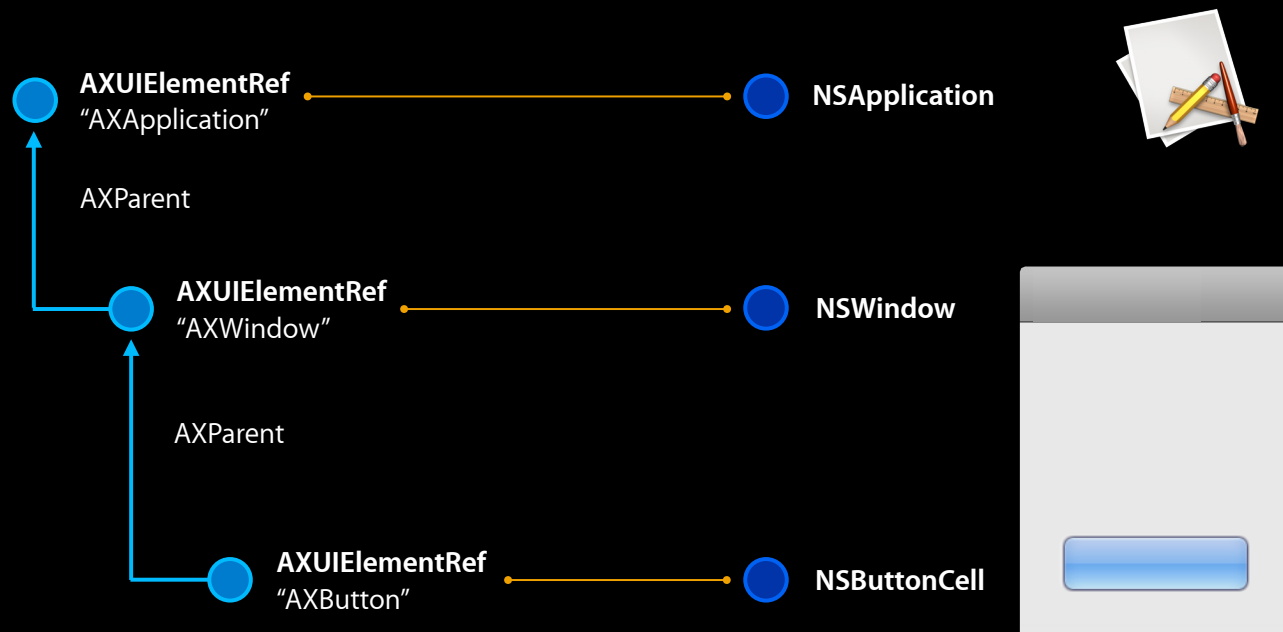 AXUIElementRef
“AXApplication”
NSApplication
AXParent
AXUIElementRef
“AXWindow”
NSWindow
AXParent
AXUIElementRef
“AXButton”
NSButtonCell